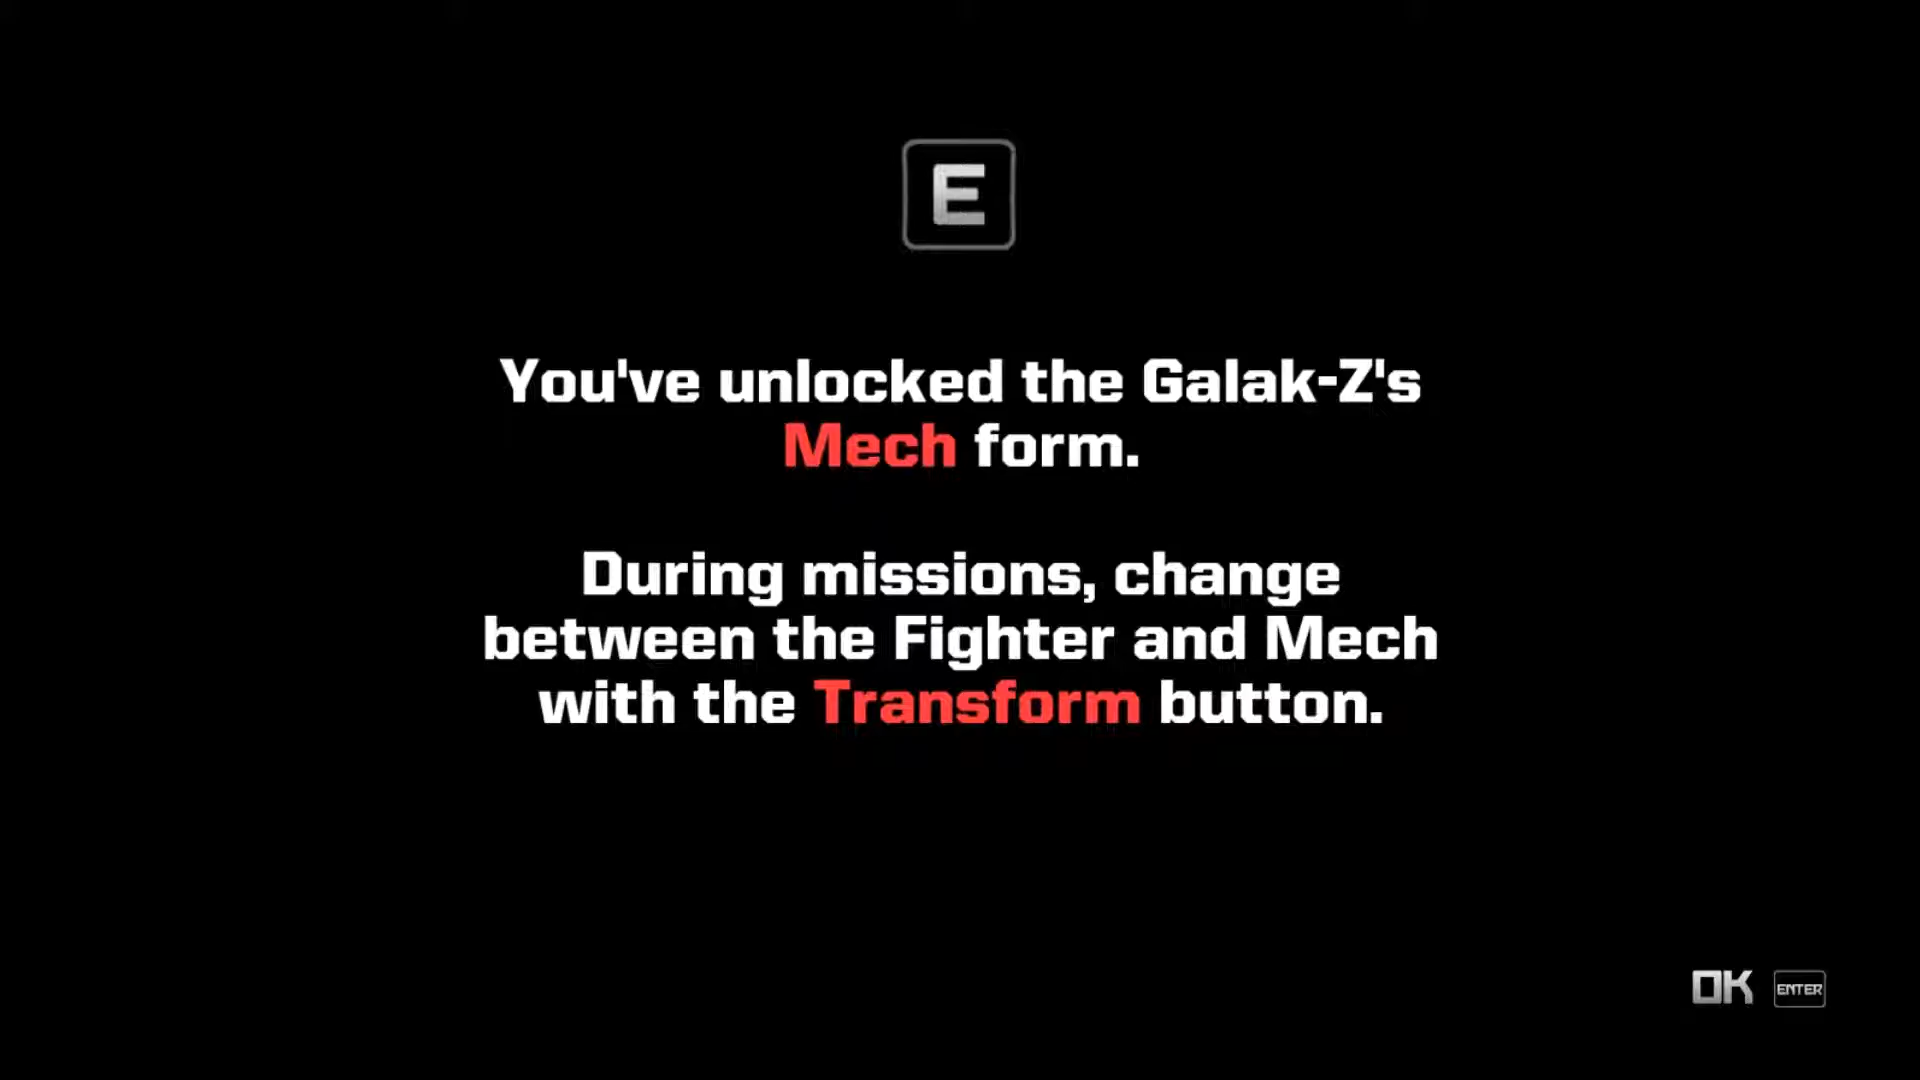 E
You've unlocked the Galak-Z's
Mech form.
During missions, change
between the Fighter and Mech
with the Transform button.
OK ENTER